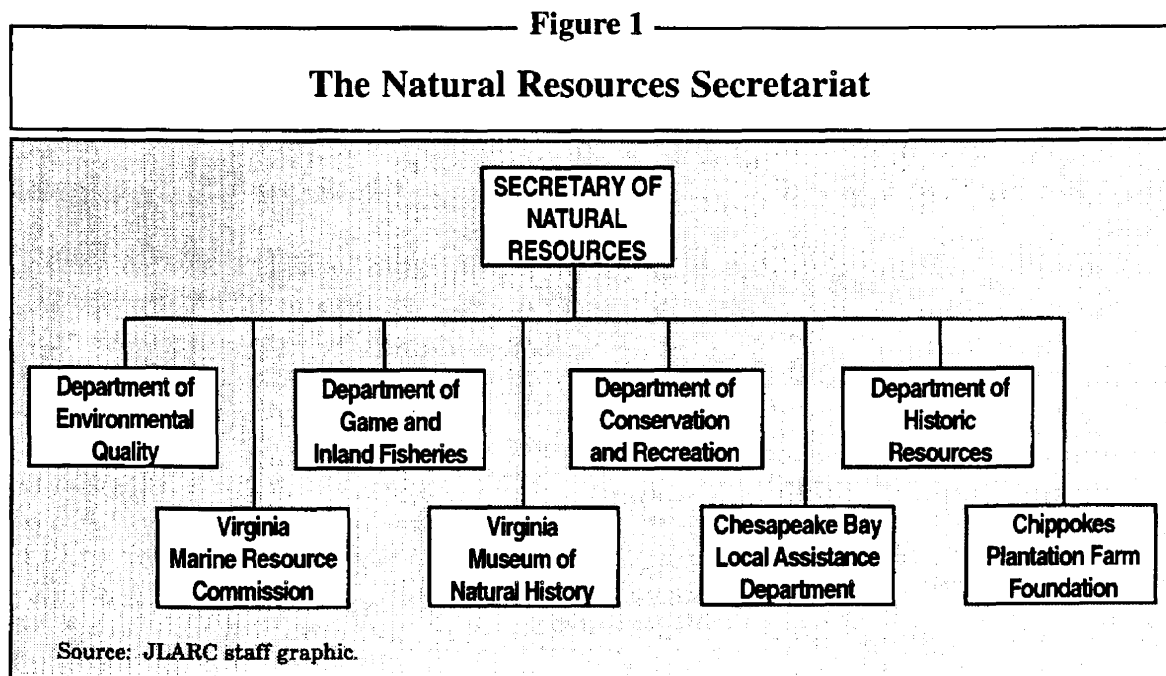 Figure 1
The Natural Resources Secretariat
SECRETARY OF
NATURAL
RESOURCES
Department of
Environmental
Quality
Department of
Game and
Inland Fisheries
Department of
Conservation
and Recreation
Department of
Historic
Resources
Virginia
Marine Resource
Commission
Virginia
Museum of
Natural History
Chesapeake Bay
Local Assistance
Department
Chippokes
Plantation Farm
Foundation
Source: JLARC staff graphic.